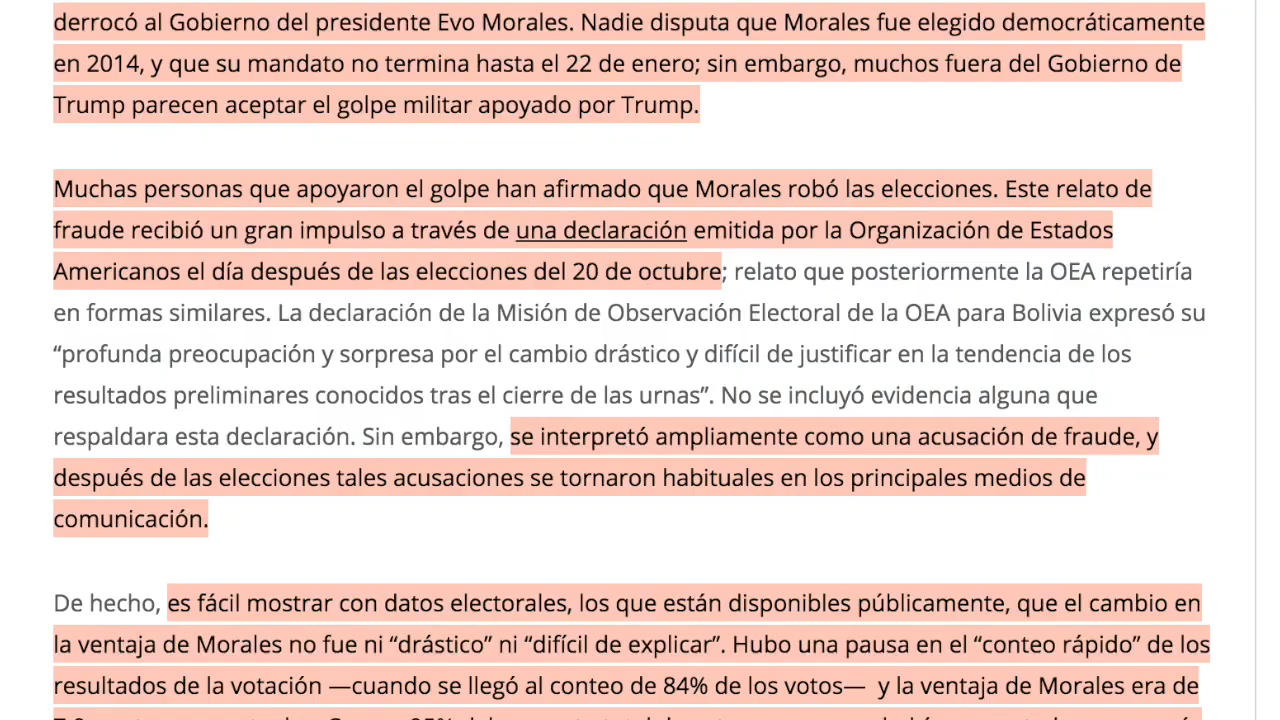 derrocó al Gobierno del presidente Evo Morales. Nadie disputa que Morales fue elegido democráticamente
en 2014, y que su mandato no termina hasta el 22 de enero; sin embargo, muchos fuera del Gobierno de
Trump parecen aceptar el golpe militar apoyado por Trump.
Muchas personas que apoyaron el golpe han afirmado que Morales robó las elecciones. Este relato de
fraude recibió un gran impulso a través de una declaración emitida por la Organización de Estados
Americanos el día después de las elecciones del 20 de octubre; relato que posteriormente la OEA repetiría
en formas similares. La declaración de la Misión de Observación Electoral de la OEA para Bolivia expresó su
“profunda preocupación y sorpresa por el cambio drástico y difícil de justificar en la tendencia de los
resultados preliminares conocidos tras el cierre de las urnas”. No se incluyó evidencia alguna que
respaldara esta declaración. Sin embargo, se interpretó ampliamente como una acusación de fraude, y
después de las elecciones tales acusaciones se tornaron habituales en los principales medios de
comunicación.
De hecho, es fácil mostrar con datos electorales, los que están disponibles públicamente, que el cambio en
la ventaja de Morales no fue ni “drástico” ni “difícil de explicar”. Hubo una pausa en el “conteo rápido” de los
resultados de la votación —cuando se llegó al conteo de 84% de los votos— y la ventaja de Morales era de